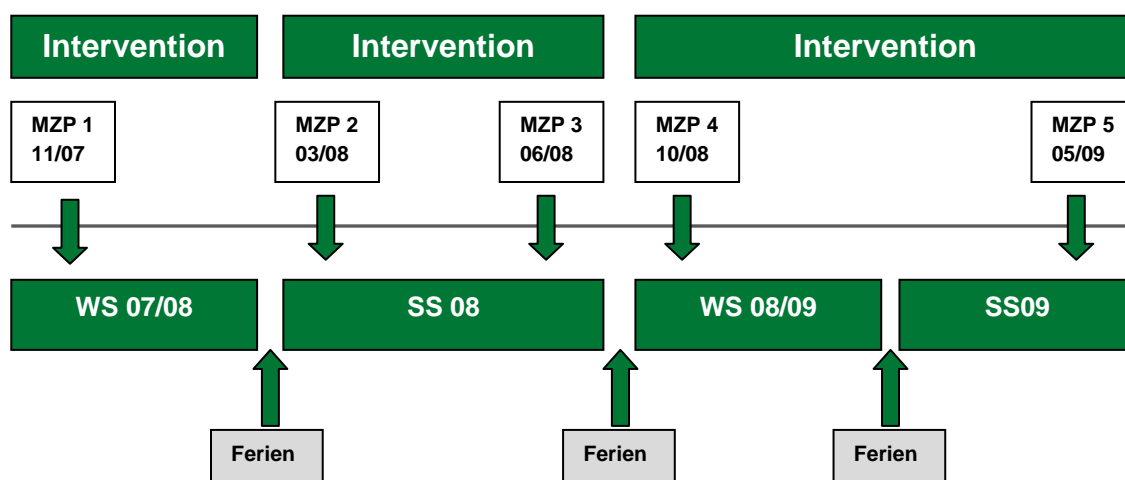 Intervention
Intervention
Intervention
MZP 1
11/07
MZP 2
03/08
MZP 3
06/08
MZP 4
10/08
MZP 5
05/09
WS 07/08
SS 08
WS 08/09
SS09
Ferien
Ferien
Ferien